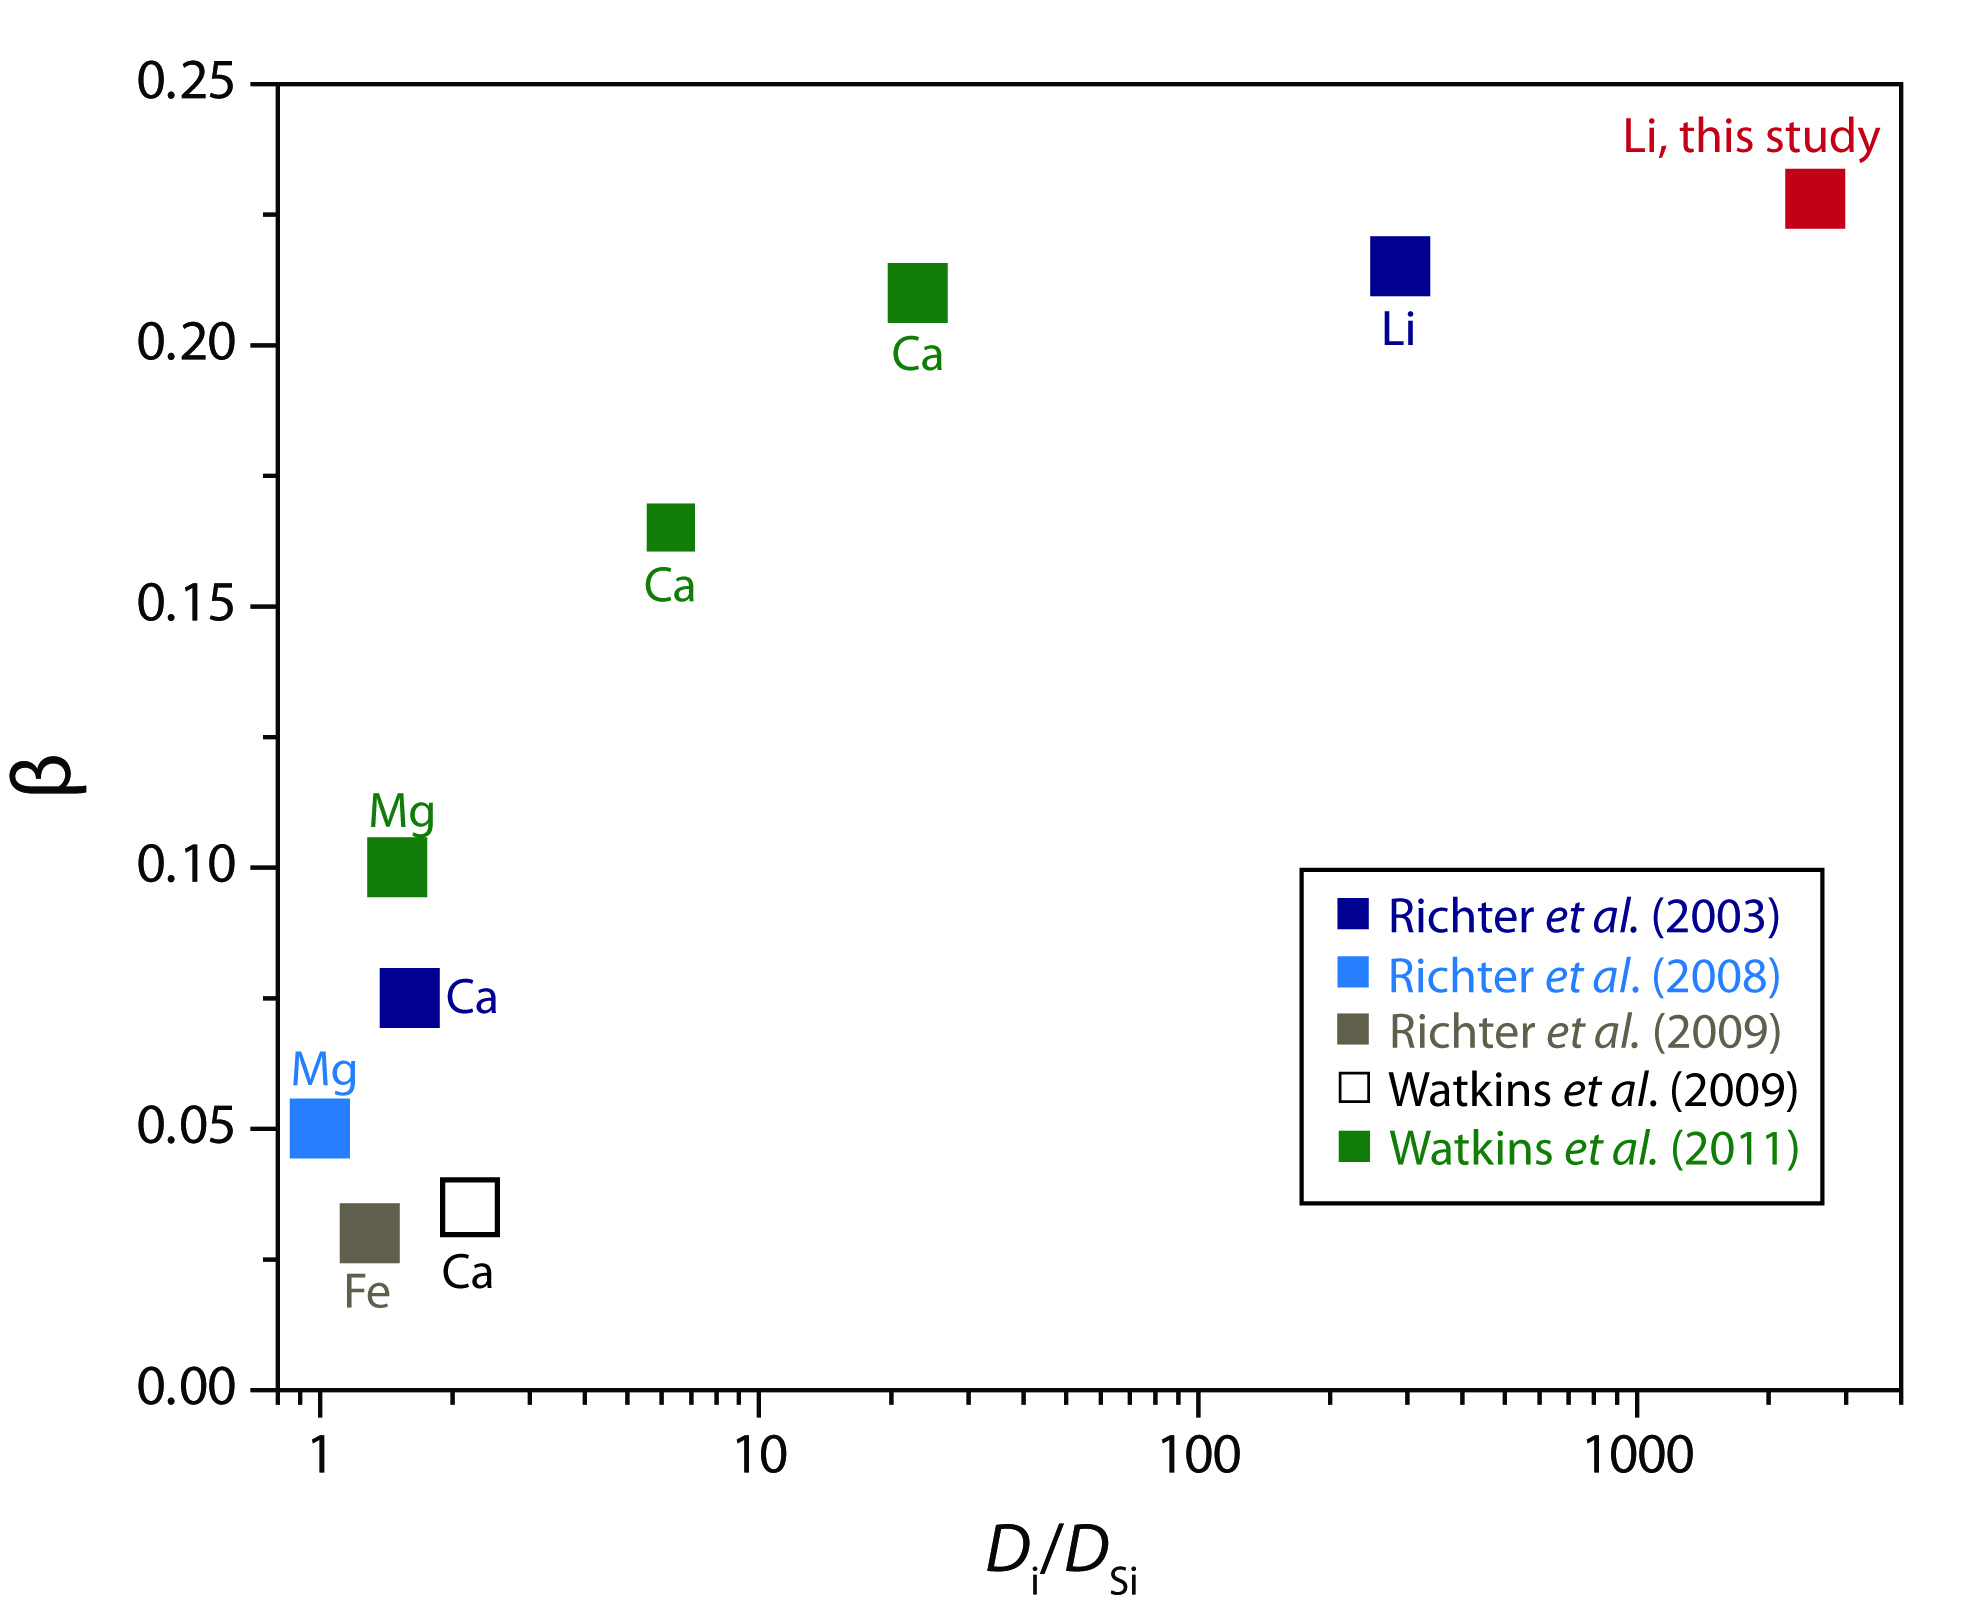 0.25
Li, this study
Li
0.20
Ca
Ca
0.15
β
Mg
0.10
Ca
Mg
0.05
Ca
Fe
Richter et al. (2003)
Richter et al. (2008)
Richter et al. (2009)
Watkins et al. (2009)
Watkins et al. (2011)
0.00
1 10 100 1000
Di/DSi